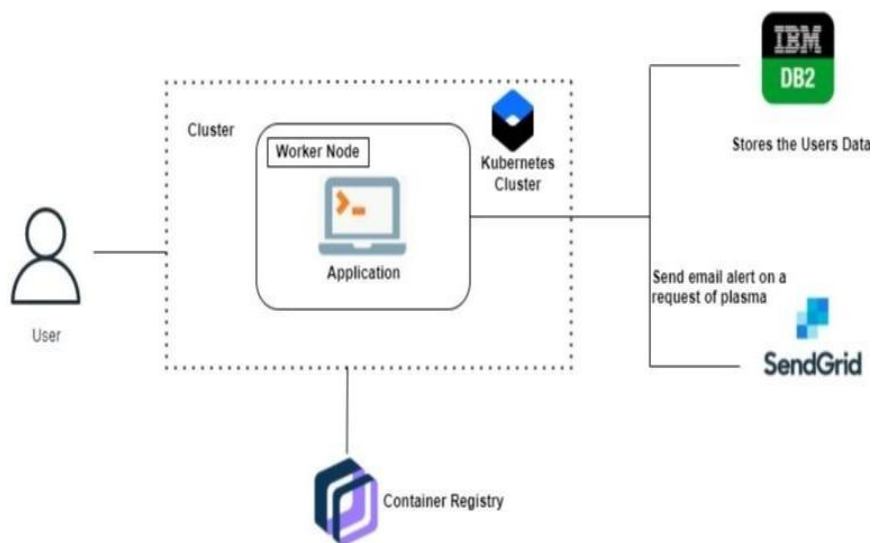 IBM
DB2
Stores the Users Data
Cluster
Worker Node
Kubernetes
Cluster
Application
User
Send email alert on a
request of plasma
SendGrid
Container Registry